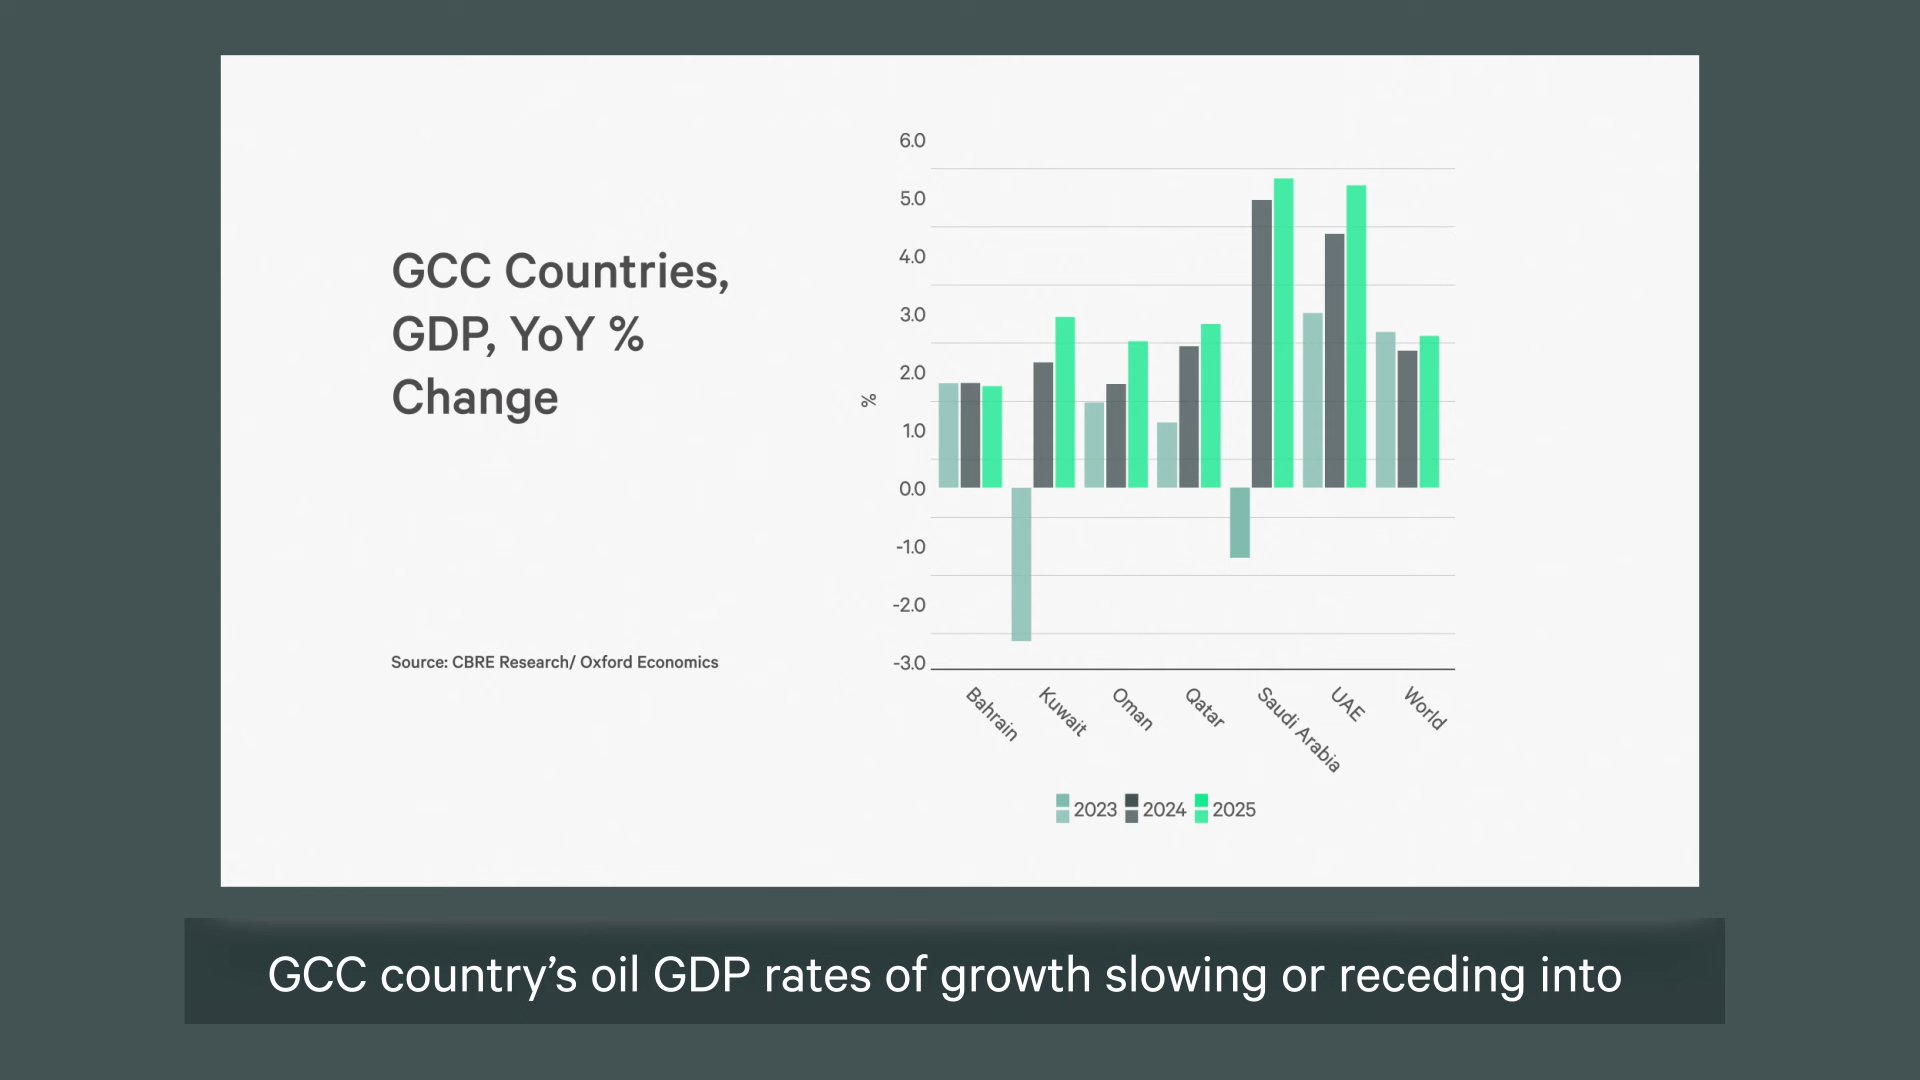 GCC Countries,
GDP, YoY %
Change
Source: CBRE Research/ Oxford Economics
6.0
5.0
4.0
3.0
2.0
1.0
0.0
-1.0
-2.0
-3.0
%
Bahrain
Kuwait
Oman
Qatar
Saudi Arabia
UAE
World
2023 2024 2025
GCC country’s oil GDP rates of growth slowing or receding into